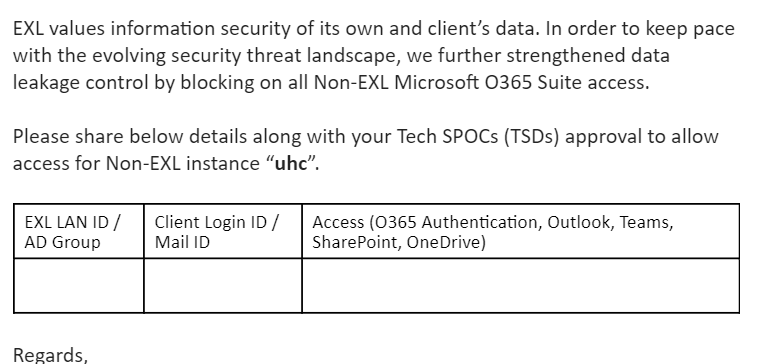 EXL values information security of its own and client’s data. In order to keep pace
with the evolving security threat landscape, we further strengthened data
leakage control by blocking on all Non-EXL Microsoft O365 Suite access.
Please share below details along with your Tech SPOCs (TSDs) approval to allow
access for Non-EXL instance “uhc”.
EXL LAN ID /
AD Group
Client Login ID /
Mail ID
Access (O365 Authentication, Outlook, Teams,
SharePoint, OneDrive)
Regards,